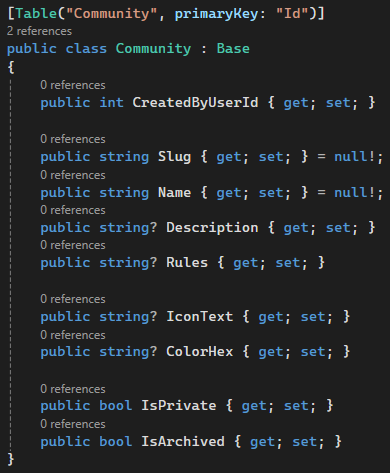 [Table("Community", primaryKey: "Id")]
2 references
public class Community : Base
{
0 references
public int CreatedByUserId { get; set; }
0 references
public string Slug { get; set; } = null!;
0 references
public string Name { get; set; } = null!;
0 references
public string? Description { get; set; }
0 references
public string? Rules { get; set; }
0 references
public string? IconText { get; set; }
0 references
public string? ColorHex { get; set; }
0 references
public bool IsPrivate { get; set; }
0 references
public bool IsArchived { get; set; }
}